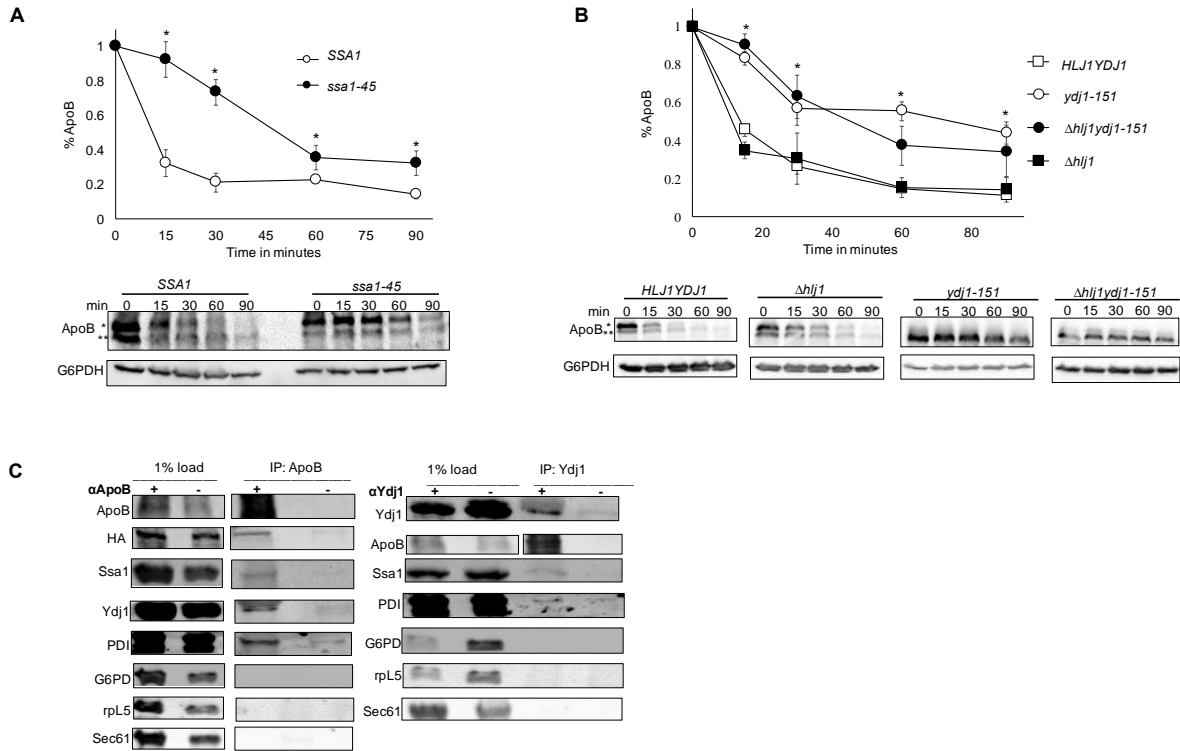 A
1
0.8
0.6
0.4
0.2
0
% ApoB
0 15 30 45 60 75 90
Time in minutes
* * * *
SSA1
ssa1-45
SSA1 ssa1-45
min 0 15 30 60 90 0 15 30 60 90
ApoB *
**
G6PDH
B
1
0.8
0.6
0.4
0.2
0
% ApoB
0 20 40 60 80
Time in minutes
* * * *
HLJ1YDJ1
ydj1-151
Δhlj1ydj1-151
Δhlj1
HLJ1YDJ1 Δhlj1 ydj1-151 Δhlj1ydj1-151
min 0 15 30 60 90 0 15 30 60 90 0 15 30 60 90 0 15 30 60 90
ApoB *
**
G6PDH
C
1% load IP: ApoB
αApoB + - + -
ApoB
HA
Ssa1
Ydj1
PDI
G6PD
rpL5
Sec61
1% load IP: Ydj1
αYdj1 + - + -
Ydj1
ApoB
Ssa1
PDI
G6PD
rpL5
Sec61